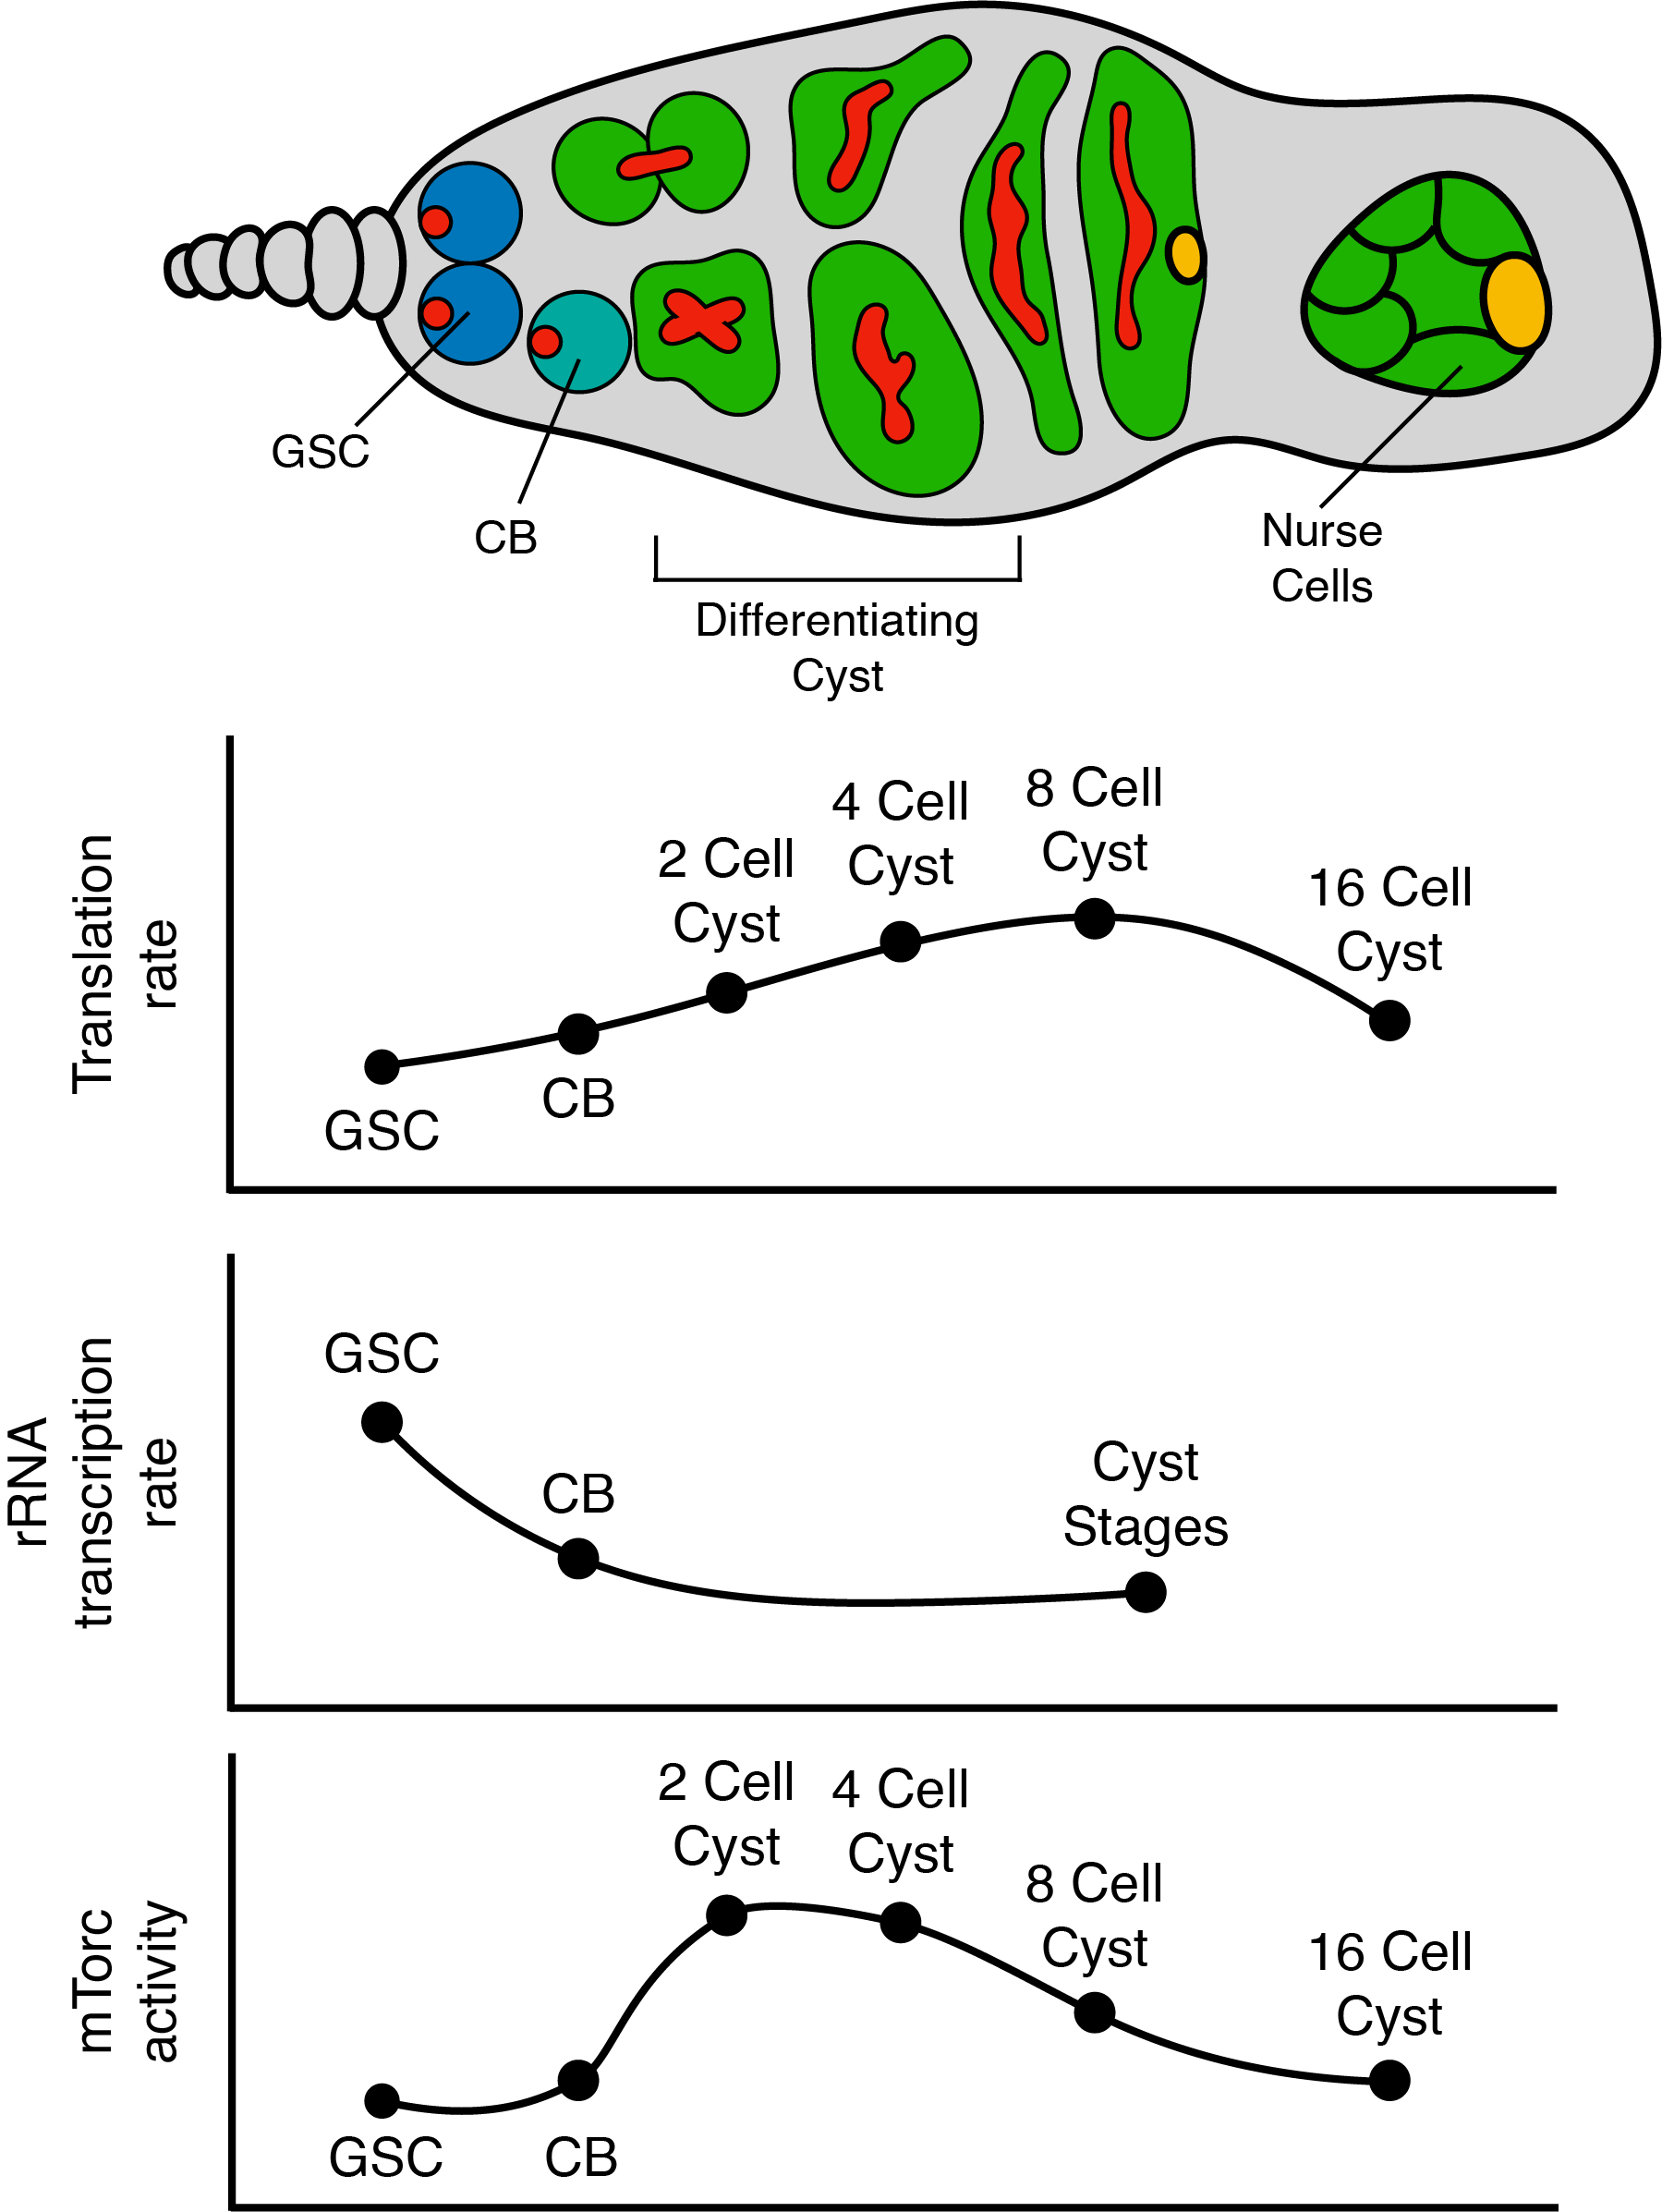 GSC
CB
Differentiating
Cyst
Nurse
Cells
Translation
rate
GSC
CB
2 Cell
Cyst
4 Cell
Cyst
8 Cell
Cyst
16 Cell
Cyst
rRNA
transcription
rate
GSC
CB
Cyst
Stages
mTorc
activity
GSC
CB
2 Cell
Cyst
4 Cell
Cyst
8 Cell
Cyst
16 Cell
Cyst